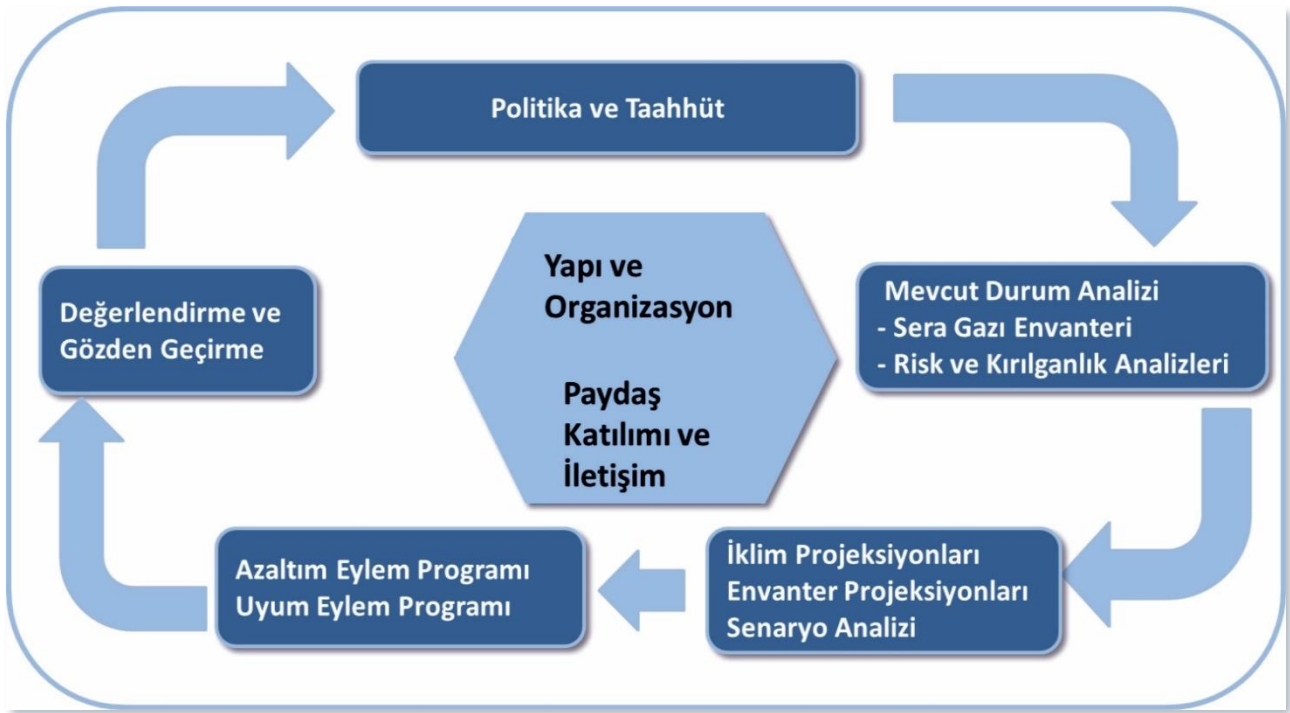 Politika ve Taahhüt
Mevcut Durum Analizi
- Sera Gazı Envanteri
- Risk ve Kırılganlık Analizleri
İklim Projeksiyonları
Envanter Projeksiyonları
Senaryo Analizi
Azaltım Eylem Programı
Uyum Eylem Programı
Değerlendirme ve
Gözden Geçirme
Yapı ve
Organizasyon
Paydaş
Katılımı ve
İletişim